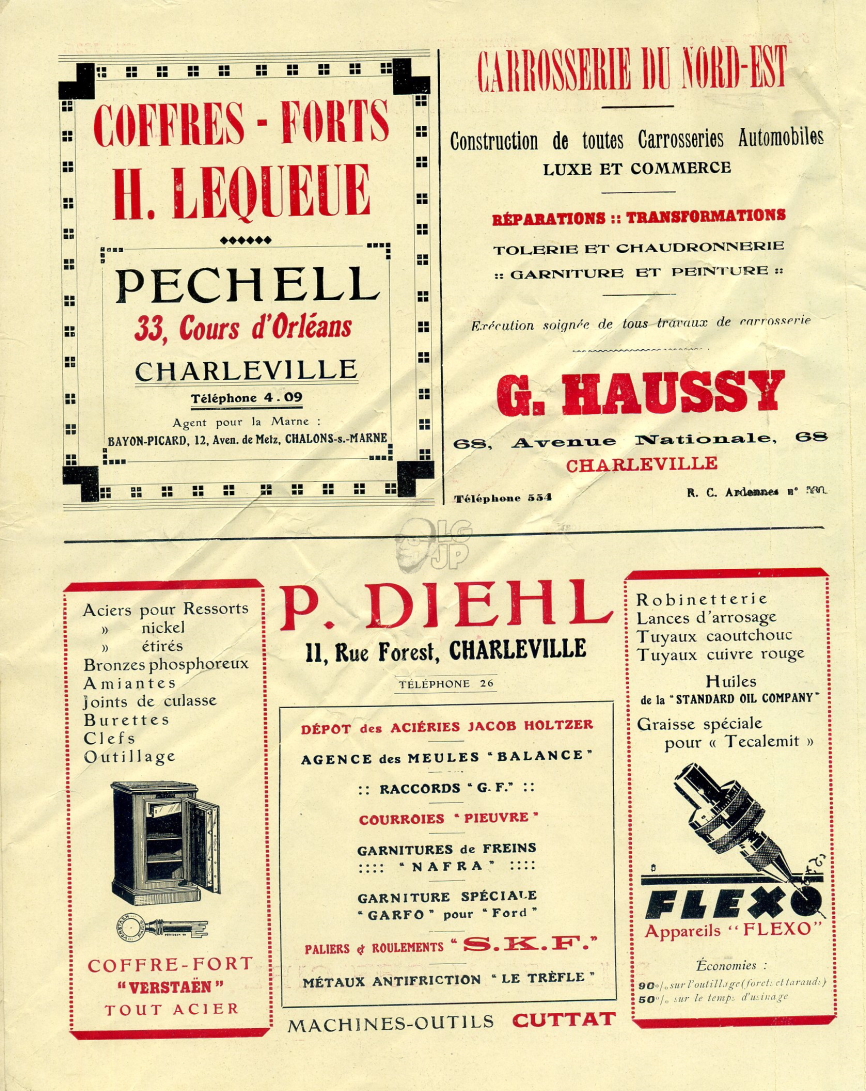 COFFRES - FORTS
H. LEQUEUE
PECHELL
33, Cours d'Orléans
CHARLEVILLE
Téléphone 4.09
Agent pour la Marne :
BAYON-PICARD, 12, Aven. de Metz, CHALONS-s.-MARNE
CARROSSERIE DU NORD-EST
Construction de toutes Carrosseries Automobiles
LUXE ET COMMERCE
RÉPARATIONS :: TRANSFORMATIONS
TOLERIE ET CHAUDRONNERIE
:: GARNITURE ET PEINTURE ::
Exécution soignée de tous travaux de carrosserie
G. HAUSSY
68, Avenue Nationale, 68
CHARLEVILLE
Téléphone 554
R. C. Ardennes n°
LG
JP
Aciers pour Ressorts
» nickel
» étirés
Bronzes phosphoreux
Amiantes
Joints de culasse
Burettes
Clefs
Outillage
COFFRE-FORT
"VERSTAËN"
TOUT ACIER
P. DIEHL
11, Rue Forest, CHARLEVILLE
TÉLÉPHONE 26
DÉPOT des ACIÉRIES JACOB HOLTZER
AGENCE des MEULES "BALANCE"
:: RACCORDS "G.F." ::
COURROIES "PIEUVRE"
GARNITURES de FREINS
:::: "NAFRA" ::::
GARNITURE SPÉCIALE
"GARFO" pour "Ford"
PALIERS & ROULEMENTS "S.K.F."
MÉTAUX ANTIFRICTION "LE TRÈFLE"
MACHINES-OUTILS CUTTAT
Robinetterie
Lances d'arrosage
Tuyaux caoutchouc
Tuyaux cuivre rouge
Huiles
de la "STANDARD OIL COMPANY"
Graisse spéciale
pour « Tecalemit »
FLEXO
Appareils "FLEXO"
Économies :
90% sur l'outillage (forets et tarauds)
50% sur le temps d'usinage